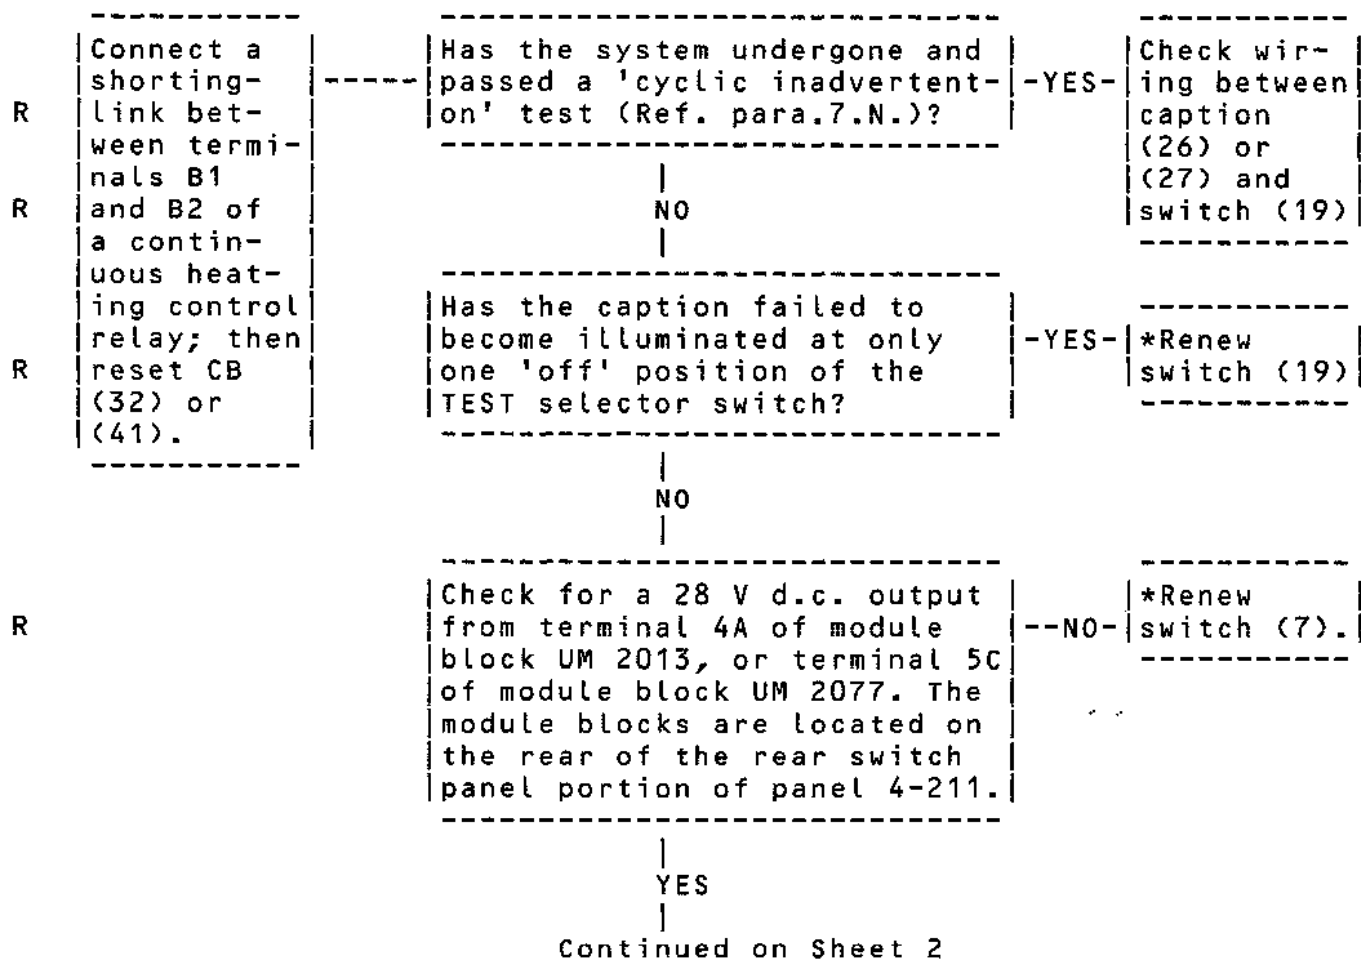 Connect a
shorting-
link bet-
ween termi-
nals B1
and B2 of
a contin-
uous heat-
ing control
relay; then
reset CB
(32) or
(41).
R
R
R
R
Has the system undergone and
passed a 'cyclic inadvertent-
on' test (Ref. para.7.N.)?
-YES-
Check wir-
ing between
caption
(26) or
(27) and
switch (19)
NO
Has the caption failed to
become illuminated at only
one 'off' position of the
TEST selector switch?
-YES-
*Renew
switch (19)
NO
Check for a 28 V d.c. output
from terminal 4A of module
block UM 2013, or terminal 5C
of module block UM 2077. The
module blocks are located on
the rear of the rear switch
panel portion of panel 4-211.
--NO-
*Renew
switch (7).
YES
Continued on Sheet 2